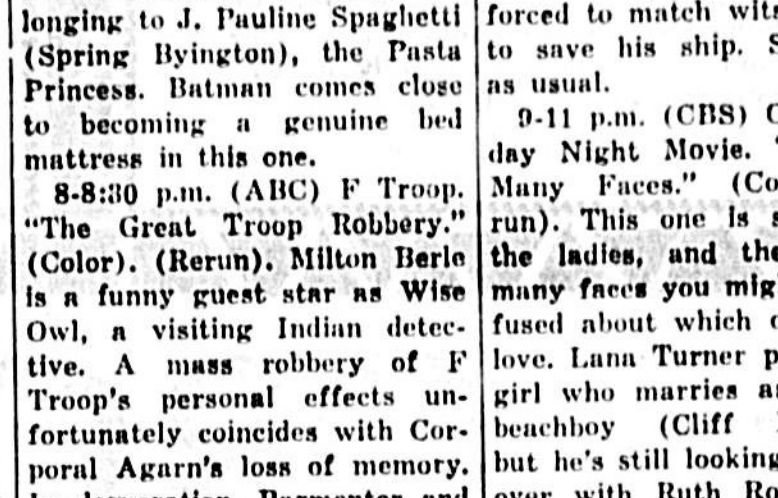 longing to J. Pauline Spaghetti
(Spring Byington), the Pasta
Princess. Batman comes close
to becoming a genuine bed
mattress in this one.
8-8:30 p.m. (ABC) F Troop.
"The Great Troop Robbery."
(Color). (Rerun). Milton Berle
is a funny guest star as Wise
Owl, a visiting Indian detec-
tive. A mass robbery of F
Troop's personal effects un-
fortunately coincides with Cor-
poral Agarn's loss of memory.
forced to match wits
to save his ship. S
as usual.
9-11 p.m. (CBS)
day Night Movie.
Many Faces." (Co
run). This one is
the ladies, and the
many faces you mig
fused about which
love. Lana Turner p
girl who marries a
beachboy (Cliff
but he's still looking
over with Ruth Ro